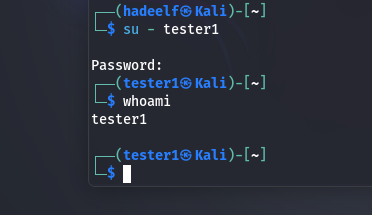 ┌──(hadeelf㉿Kali)-[~]
└─$ su - tester1
Password:
┌──(tester1㉿Kali)-[~]
└─$ whoami
tester1
┌──(tester1㉿Kali)-[~]
└─$